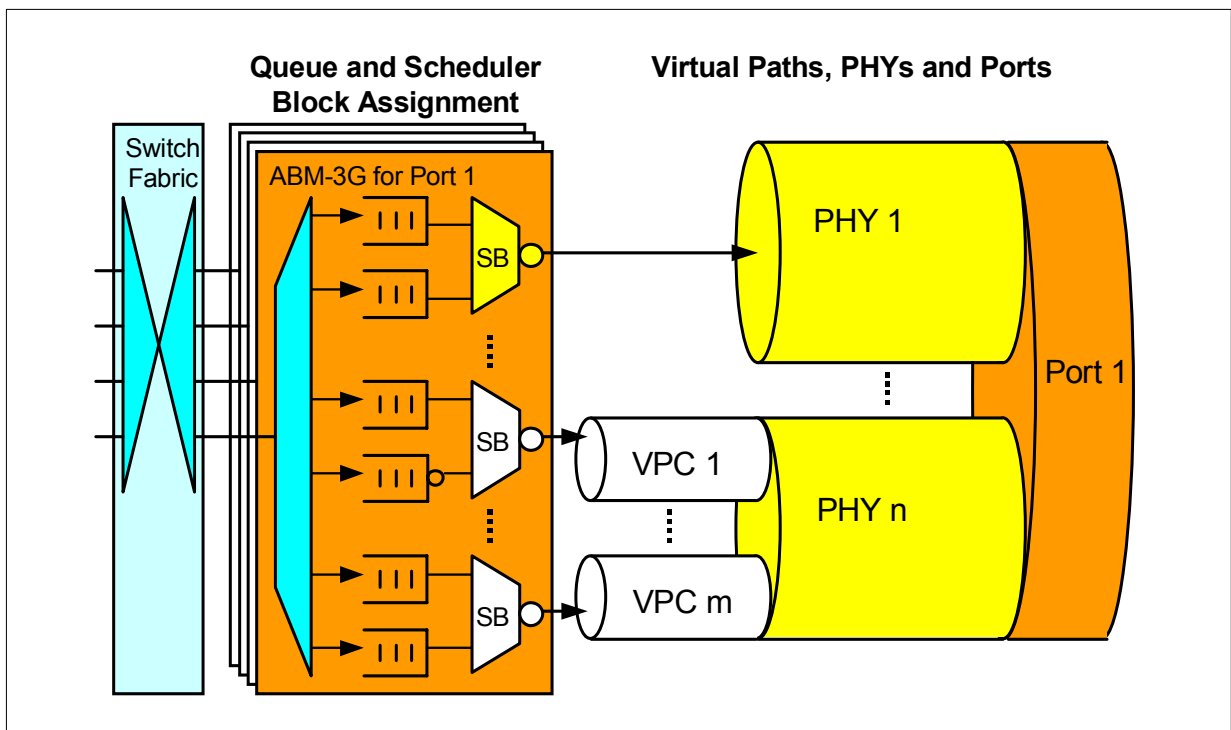 Queue and Scheduler
Block Assignment
Virtual Paths, PHYs and Ports
Switch
Fabric
ABM-3G for Port 1
SB
PHY 1
Port 1
SB
VPC 1
PHY n
SB
VPC m